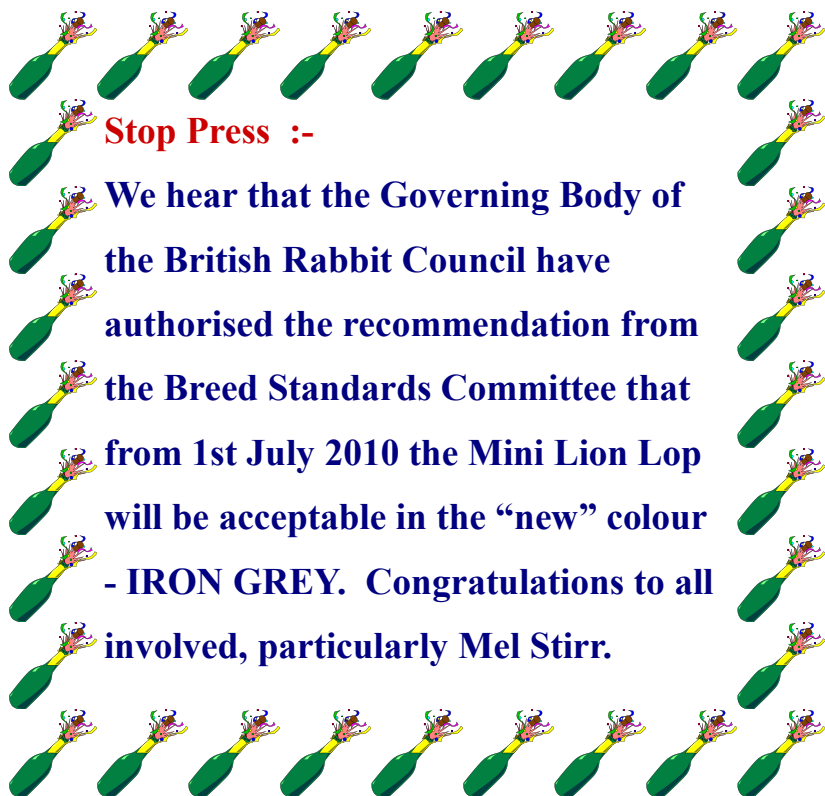 Stop Press  :-
We hear that the Governing Body of
the British Rabbit Council have
authorised the recommendation from
the Breed Standards Committee that
from 1st July 2010 the Mini Lion Lop
will be acceptable in the “new” colour
- IRON GREY.  Congratulations to all
involved, particularly Mel Stirr.